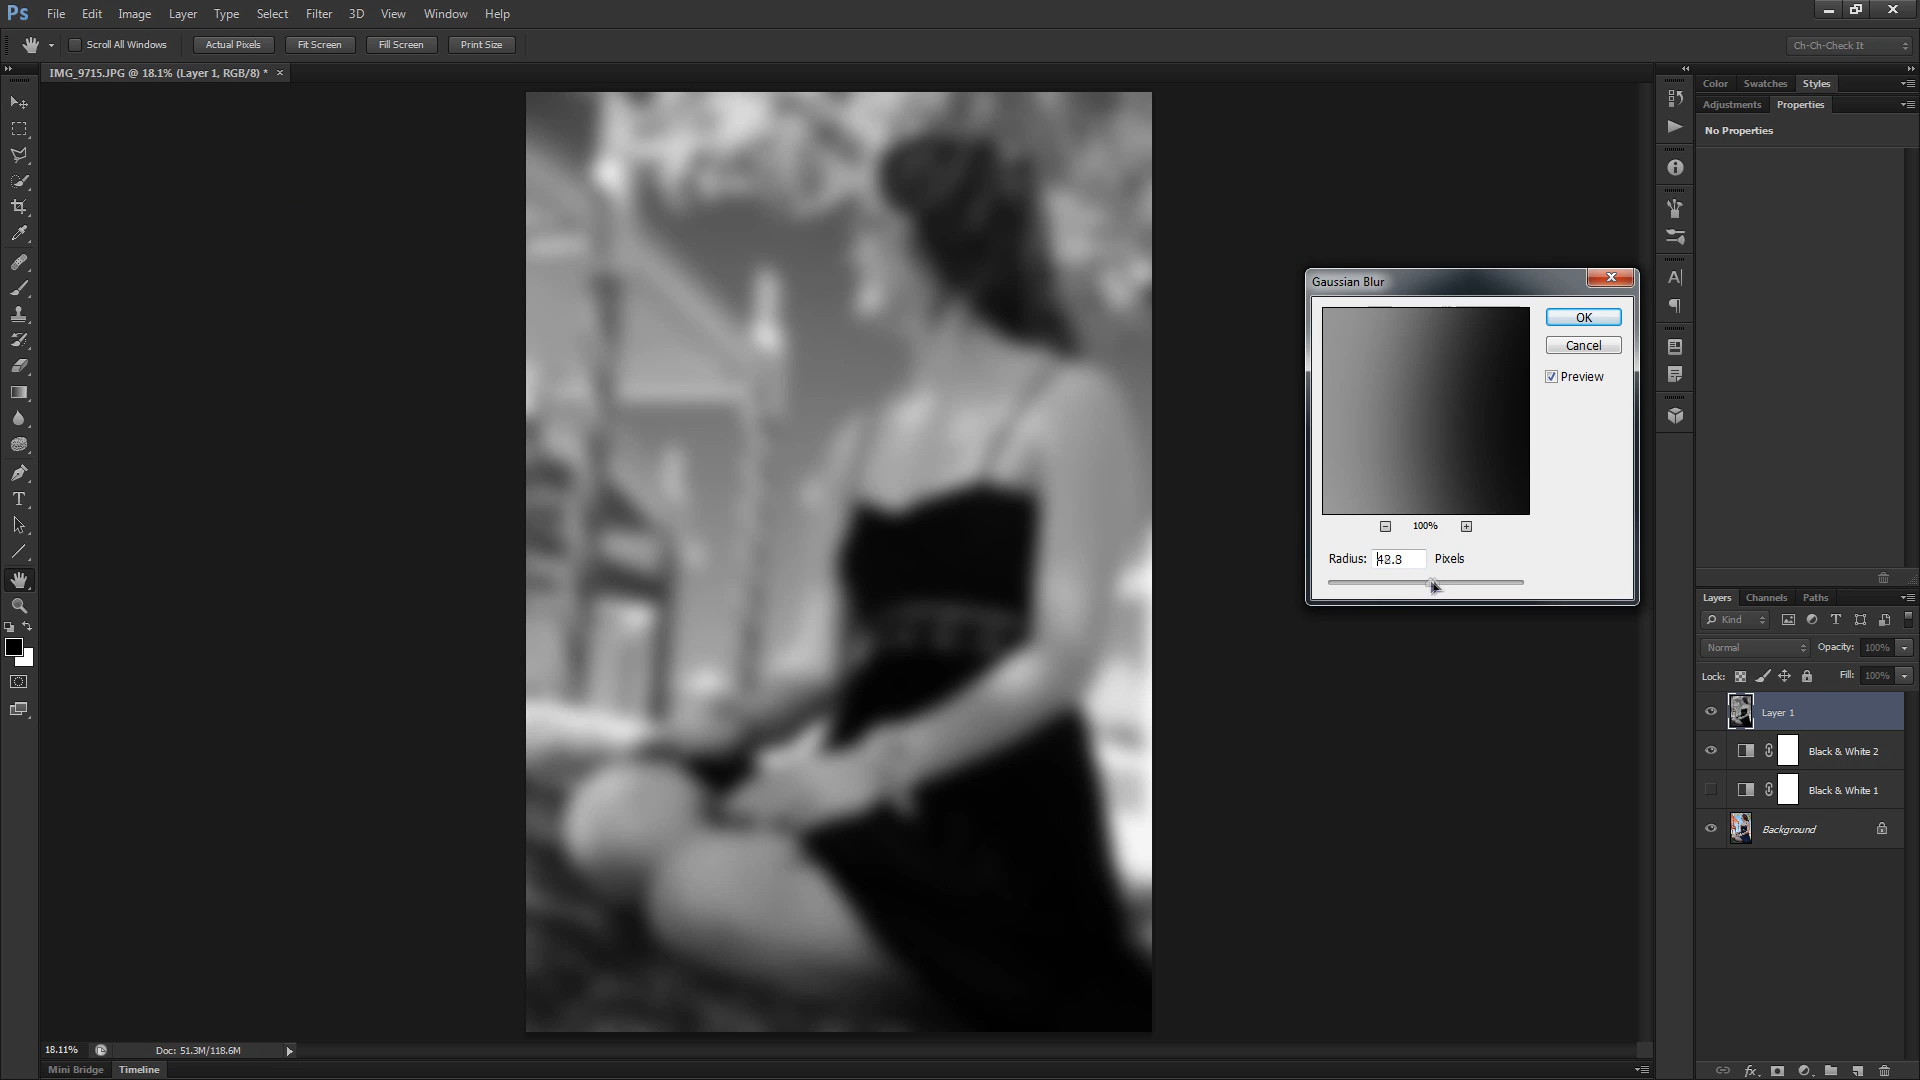 Ps File Edit Image Layer Type Select Filter 3D View Window Help
Scroll All Windows Actual Pixels Fit Screen Fill Screen Print Size Ch-Ch-Check It
IMG_9715.JPG @ 18.1% (Layer 1, RGB/8) *
Color Swatches Styles
Adjustments Properties
No Properties
Gaussian Blur
OK
Cancel
Preview
100%
Radius: Pixels
Layers Channels Paths
Kind
Normal Opacity: 100%
Lock: Fill: 100%
Layer 1
Black & White 2
Black & White 1
Background
18.11% Doc: 51.3M/118.6M
Mini Bridge Timeline